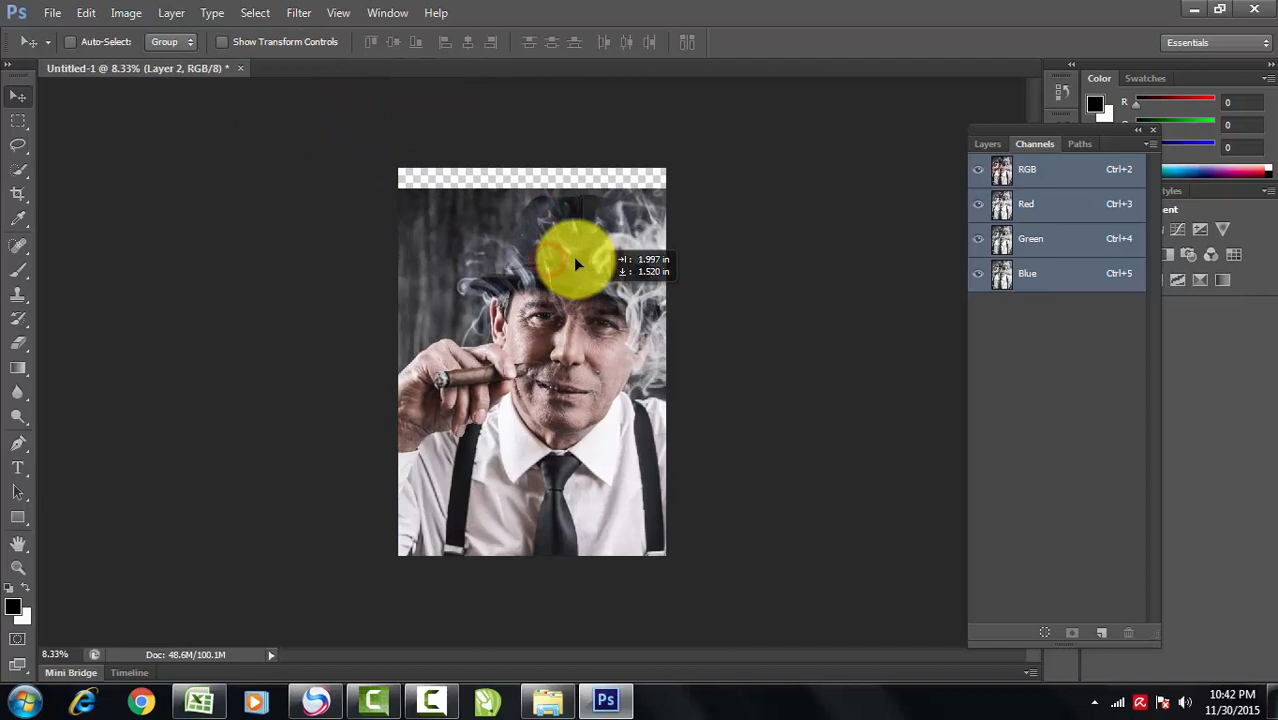 Ps File Edit Image Layer Type Select Filter View Window Help
Auto-Select: Group Show Transform Controls Essentials
Untitled-1 @ 8.33% (Layer 2, RGB/8) * ×
Color Swatches
R 0
0
0
Layers Channels Paths
RGB Ctrl+2
Red Ctrl+3
Green Ctrl+4
Blue Ctrl+5
: 1.997 in
: 1.520 in
8.33% Doc: 48.6M/100.1M
Mini Bridge Timeline
Ps
10:42 PM
11/30/2015